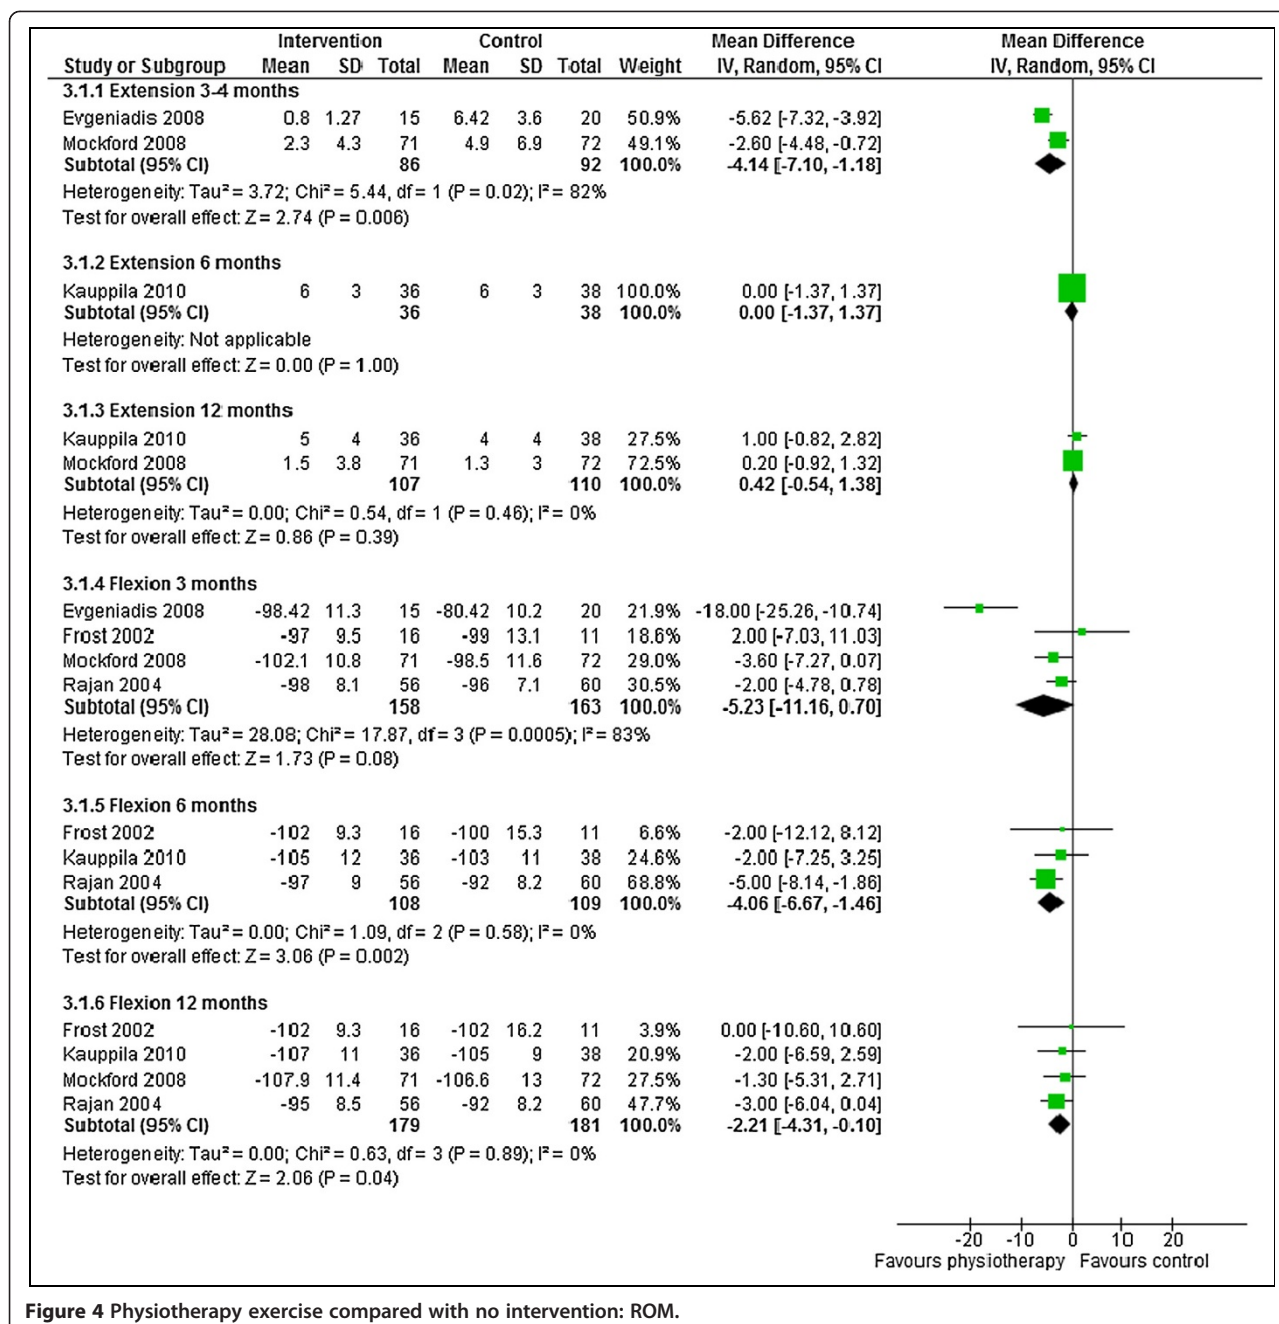 Intervention Control Mean Difference Mean Difference
Study or Subgroup Mean SD Total Mean SD Total Weight IV, Random, 95% CI IV, Random, 95% CI
3.1.1 Extension 3-4 months
Evgeniadis 2008 0.8 1.27 15 6.42 3.6 20 50.9% -5.62 [-7.32, -3.92]
Mockford 2008 2.3 4.3 71 4.9 6.9 72 49.1% -2.60 [-4.48, -0.72]
Subtotal (95% CI) 86 92 100.0% -4.14 [-7.10, -1.18]
Heterogeneity: Tau² = 3.72; Chi² = 5.44, df = 1 (P = 0.02); I² = 82%
Test for overall effect: Z = 2.74 (P = 0.006)
3.1.2 Extension 6 months
Kauppila 2010 6 3 36 6 3 38 100.0% 0.00 [-1.37, 1.37]
Subtotal (95% CI) 36 38 100.0% 0.00 [-1.37, 1.37]
Heterogeneity: Not applicable
Test for overall effect: Z = 0.00 (P = 1.00)
3.1.3 Extension 12 months
Kauppila 2010 5 4 36 4 4 38 27.5% 1.00 [-0.82, 2.82]
Mockford 2008 1.5 3.8 71 1.3 3 72 72.5% 0.20 [-0.92, 1.32]
Subtotal (95% CI) 107 110 100.0% 0.42 [-0.54, 1.38]
Heterogeneity: Tau² = 0.00; Chi² = 0.54, df = 1 (P = 0.46); I² = 0%
Test for overall effect: Z = 0.86 (P = 0.39)
3.1.4 Flexion 3 months
Evgeniadis 2008 -98.42 11.3 15 -80.42 10.2 20 21.9% -18.00 [-25.26, -10.74]
Frost 2002 -97 9.5 16 -99 13.1 11 18.6% 2.00 [-7.03, 11.03]
Mockford 2008 -102.1 10.8 71 -98.5 11.6 72 29.0% -3.60 [-7.27, 0.07]
Rajan 2004 -98 8.1 56 -96 7.1 60 30.5% -2.00 [-4.78, 0.78]
Subtotal (95% CI) 158 163 100.0% -5.23 [-11.16, 0.70]
Heterogeneity: Tau² = 28.08; Chi² = 17.87, df = 3 (P = 0.0005); I² = 83%
Test for overall effect: Z = 1.73 (P = 0.08)
3.1.5 Flexion 6 months
Frost 2002 -102 9.3 16 -100 15.3 11 6.6% -2.00 [-12.12, 8.12]
Kauppila 2010 -105 12 36 -103 11 38 24.6% -2.00 [-7.25, 3.25]
Rajan 2004 -97 9 56 -92 8.2 60 68.8% -5.00 [-8.14, -1.86]
Subtotal (95% CI) 108 109 100.0% -4.06 [-6.67, -1.46]
Heterogeneity: Tau² = 0.00; Chi² = 1.09, df = 2 (P = 0.58); I² = 0%
Test for overall effect: Z = 3.06 (P = 0.002)
3.1.6 Flexion 12 months
Frost 2002 -102 9.3 16 -102 16.2 11 3.9% 0.00 [-10.60, 10.60]
Kauppila 2010 -107 11 36 -105 9 38 20.9% -2.00 [-6.59, 2.59]
Mockford 2008 -107.9 11.4 71 -106.6 13 72 27.5% -1.30 [-5.31, 2.71]
Rajan 2004 -95 8.5 56 -92 8.2 60 47.7% -3.00 [-6.04, 0.04]
Subtotal (95% CI) 179 181 100.0% -2.21 [-4.31, -0.10]
Heterogeneity: Tau² = 0.00; Chi² = 0.63, df = 3 (P = 0.89); I² = 0%
Test for overall effect: Z = 2.06 (P = 0.04)
-20 -10 0 10 20
Favours physiotherapy Favours control
Figure 4 Physiotherapy exercise compared with no intervention: ROM.